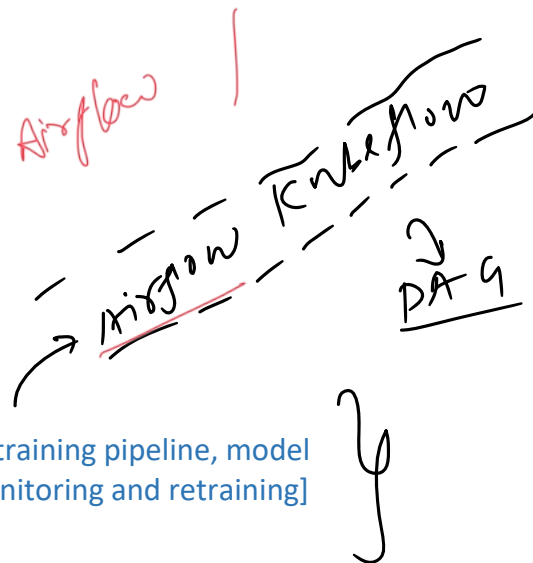 Airflow
Airflow Kubeflow
DAG
training pipeline, model
nitoring and retraining]